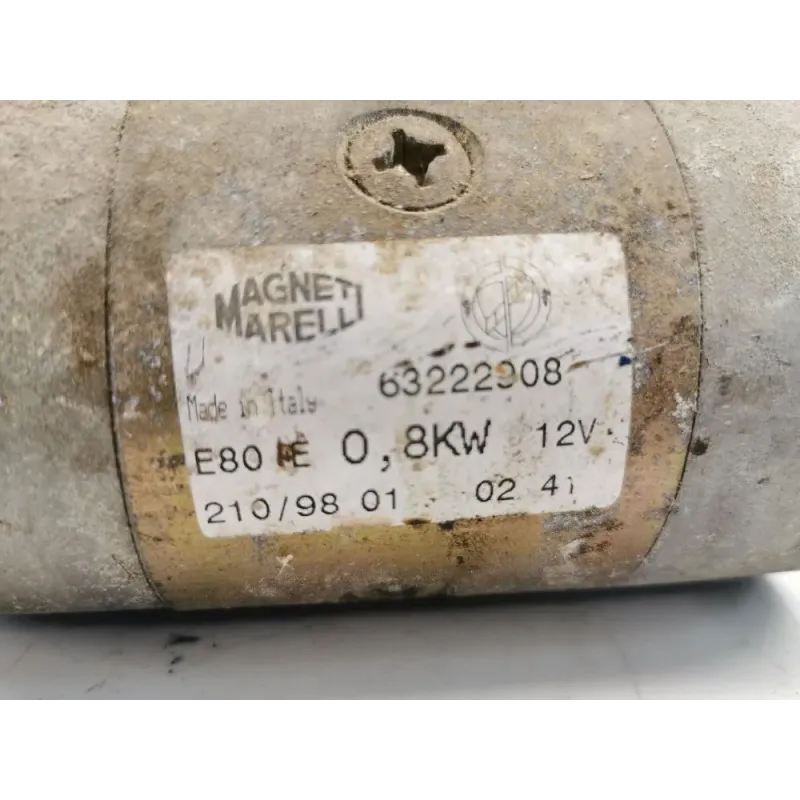 MAGNETI
MARELLI
63222908
Made in Italy
E80 E 0,8KW 12V
210/98 01 02 41